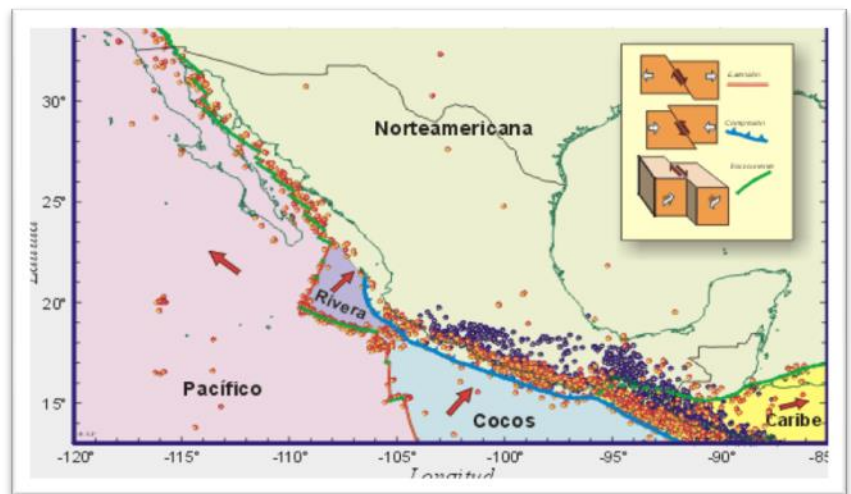 Extensión
Compresión
Norteamericana
30°
25°
Latitud
Rivera
20°
Pacífico
15°
Cocos
Caribe
-120°
-115°
-110°
-105°
-100°
-95°
-90°
-85
Longitud